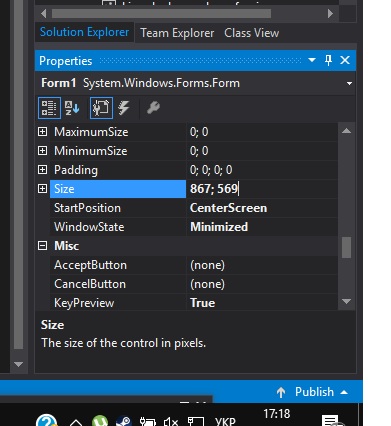 Solution Explorer Team Explorer Class View
Properties
Form1 System.Windows.Forms.Form
MaximumSize 0; 0
MinimumSize 0; 0
Padding 0; 0; 0; 0
Size 867; 569
StartPosition CenterScreen
WindowState Minimized
Misc
AcceptButton (none)
CancelButton (none)
KeyPreview True
Size
The size of the control in pixels.
Publish
УКР 17:18